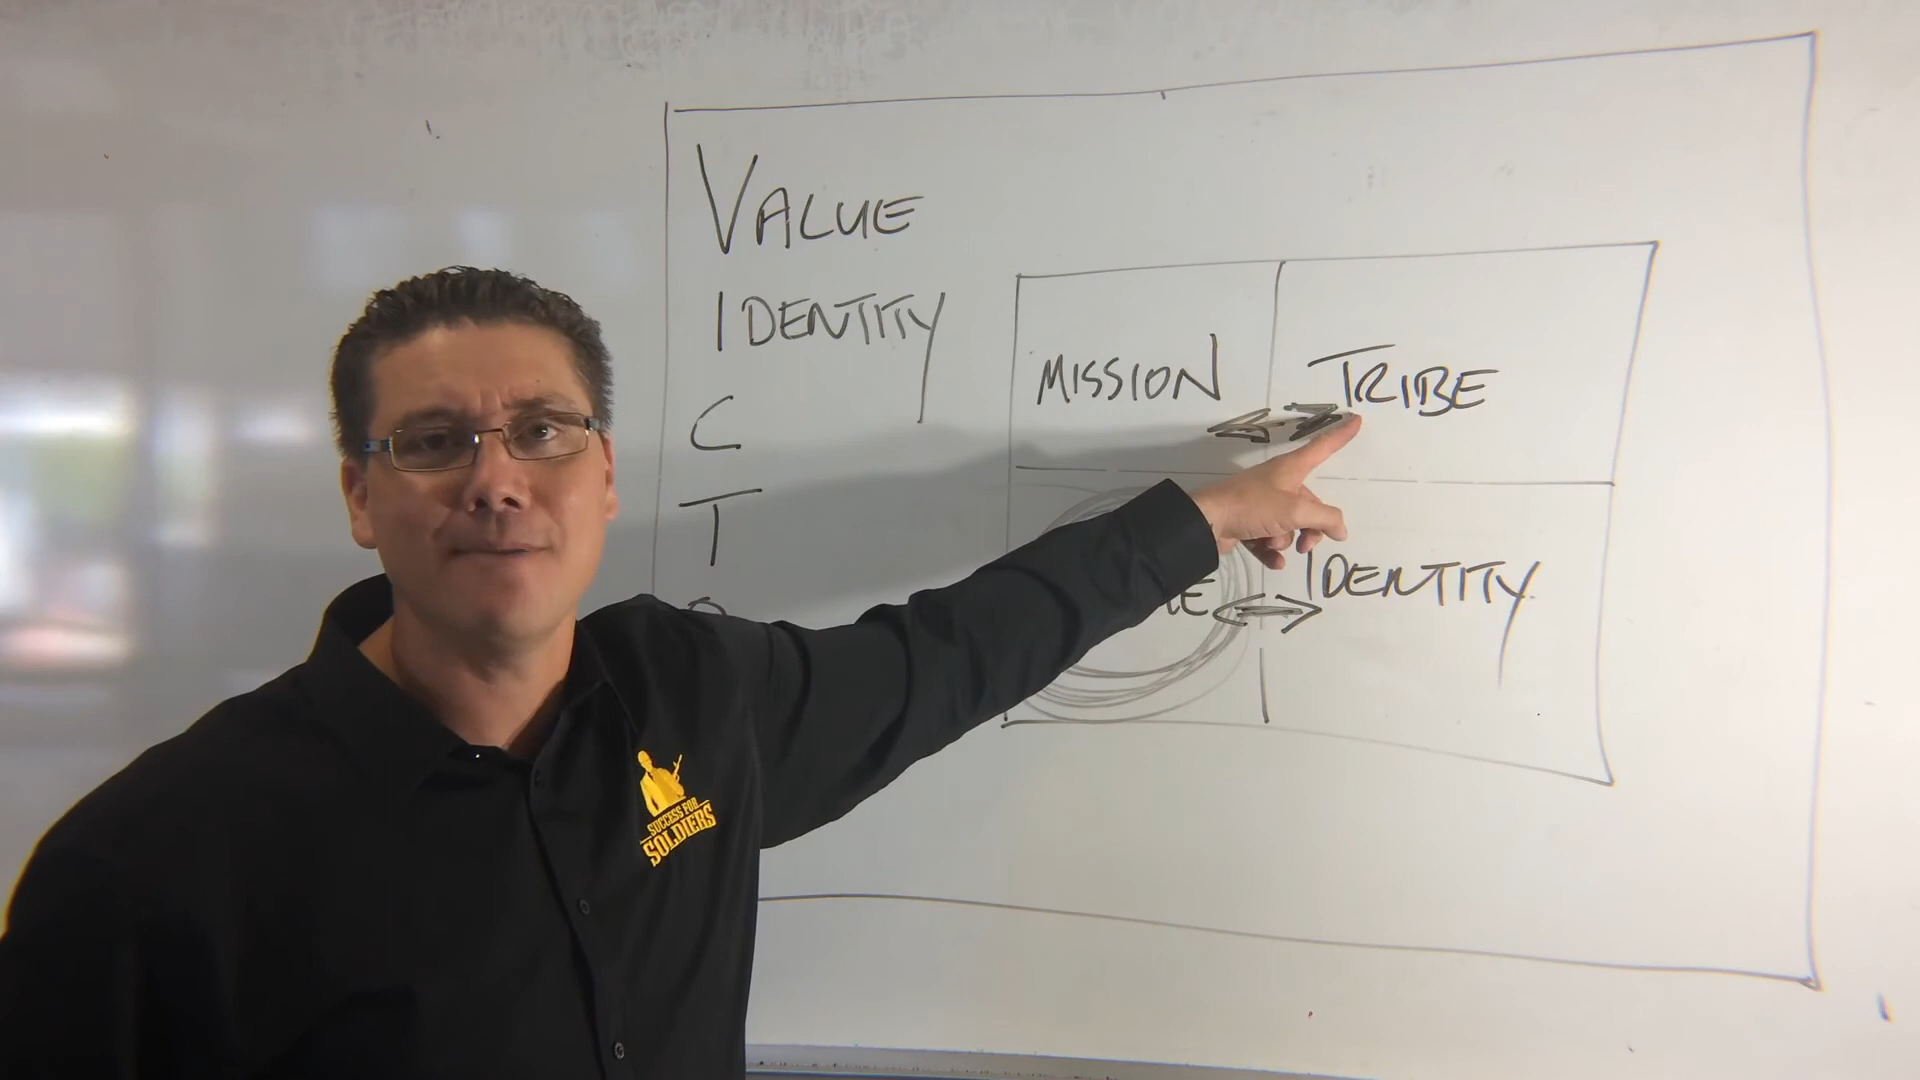 VALUE
IDENTITY
C
T
MISSION
TRIBE
IDENTITY
SUCCESS FOR
SOLDIERS